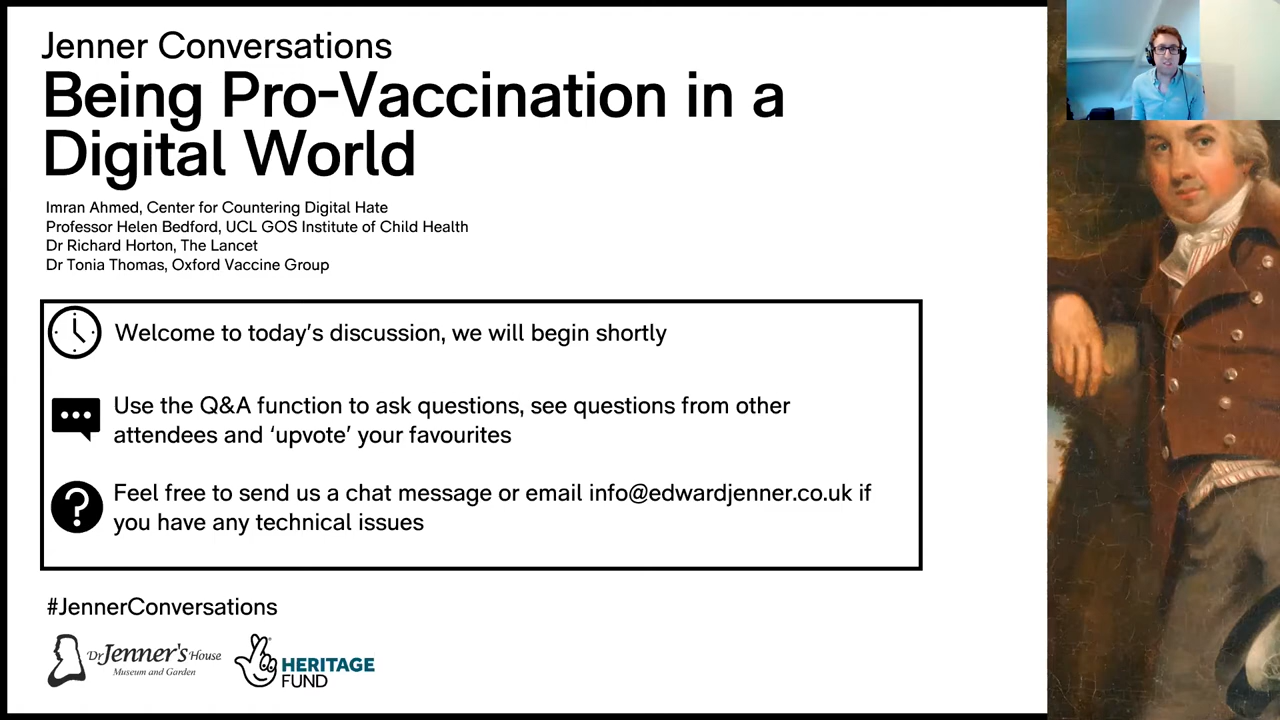 Jenner Conversations
Being Pro-Vaccination in a
Digital World
Imran Ahmed, Center for Countering Digital Hate
Professor Helen Bedford, UCL GOS Institute of Child Health
Dr Richard Horton, The Lancet
Dr Tonia Thomas, Oxford Vaccine Group
Welcome to today's discussion, we will begin shortly
Use the Q&A function to ask questions, see questions from other
attendees and ‘upvote’ your favourites
Feel free to send us a chat message or email info@edwardjenner.co.uk if
you have any technical issues
#JennerConversations
Dr Jenner's House
Museum and Garden
HERITAGE
FUND